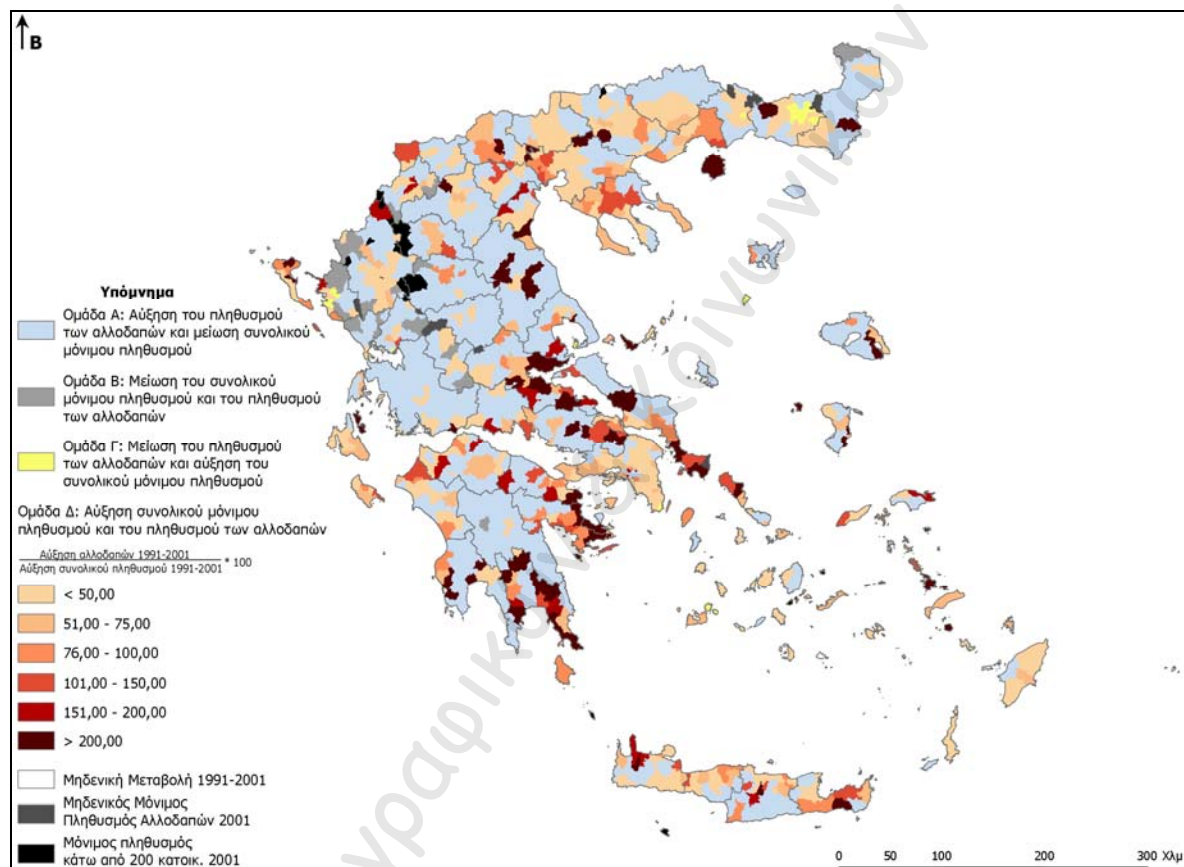 B
Υπόμνημα
Ομάδα Α: Αύξηση του πληθυσμού
των αλλοδαπών και μείωση συνολικού
μόνιμου πληθυσμού
Ομάδα Β: Μείωση του συνολικού
μόνιμου πληθυσμού και του πληθυσμού
των αλλοδαπών
Ομάδα Γ: Μείωση του πληθυσμού
των αλλοδαπών και αύξηση του
συνολικού μόνιμου πληθυσμού
Ομάδα Δ: Αύξηση συνολικού μόνιμου
πληθυσμού και του πληθυσμού των αλλοδαπών
Αύξηση αλλοδαπών 1991-2001
Αύξηση συνολικού πληθυσμού 1991-2001 * 100
< 50,00
51,00 - 75,00
76,00 - 100,00
101,00 - 150,00
151,00 - 200,00
> 200,00
Μηδενική Μεταβολή 1991-2001
Μηδενικός Μόνιμος
Πληθυσμός Αλλοδαπών 2001
Μόνιμος πληθυσμός
κάτω από 200 κατοικ. 2001
0 50 100 200 300 Χλμ